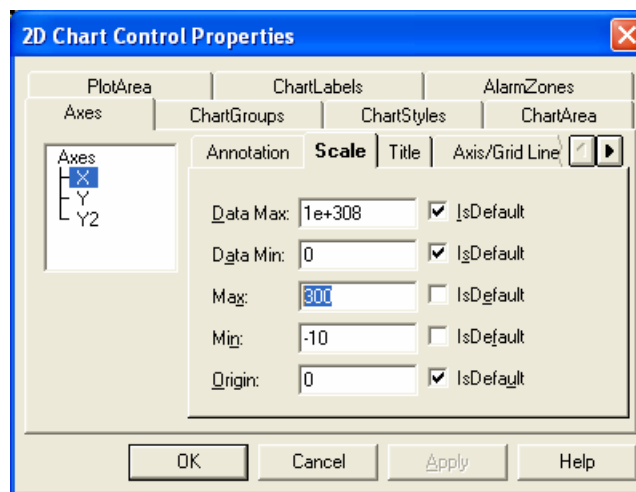 2D Chart Control Properties
PlotArea ChartLabels AlarmZones
Axes ChartGroups ChartStyles ChartArea
Axes
X
Y
Y2
Annotation Scale Title Axis/Grid Line
Data Max: 1e+308 IsDefault
Data Min: 0 IsDefault
Max: 300 IsDefault
Min: -10 IsDefault
Origin: 0 IsDefault
OK Cancel Apply Help